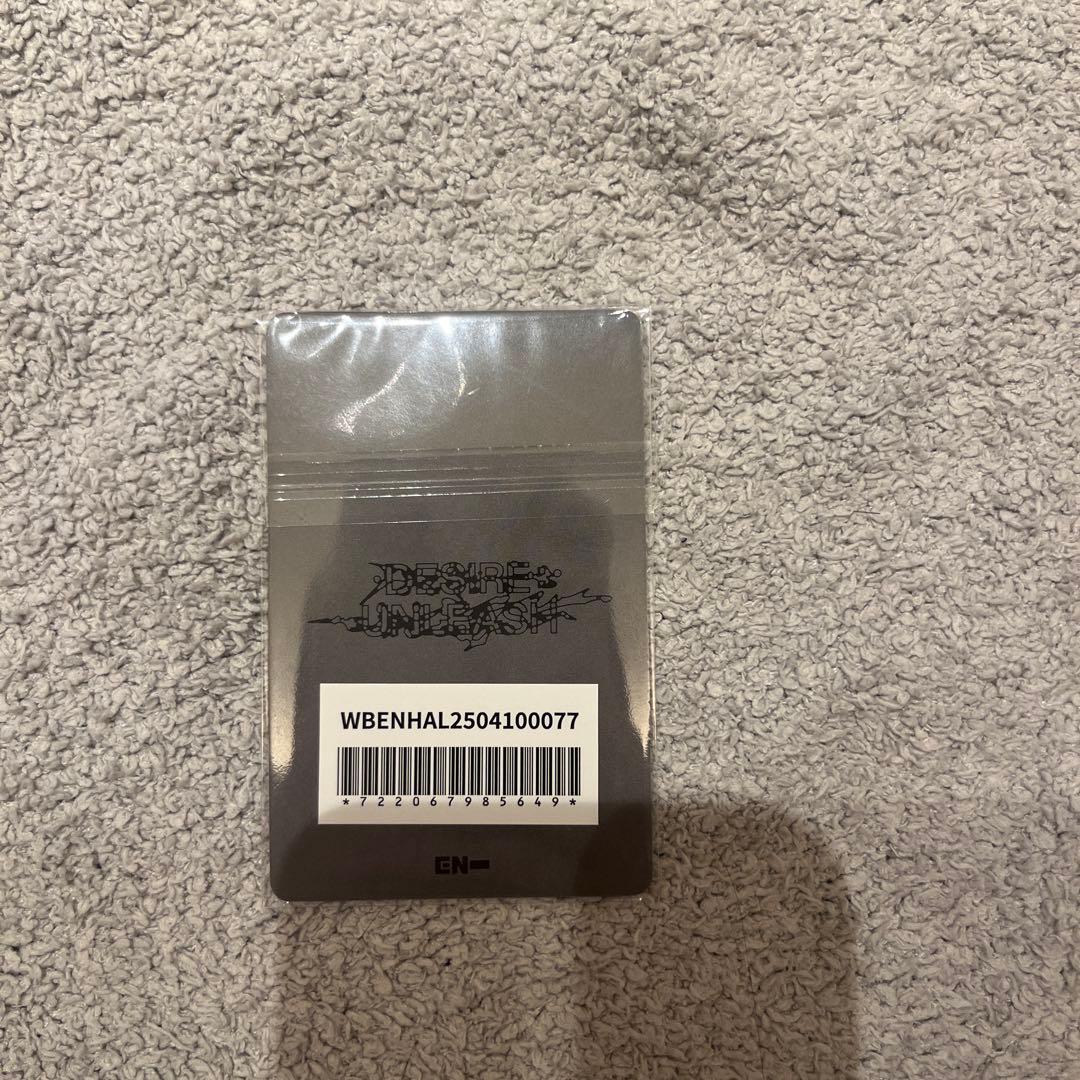 DESIRE:
UNLEASH
WBENHAL2504100077
*722067985649*
EN-